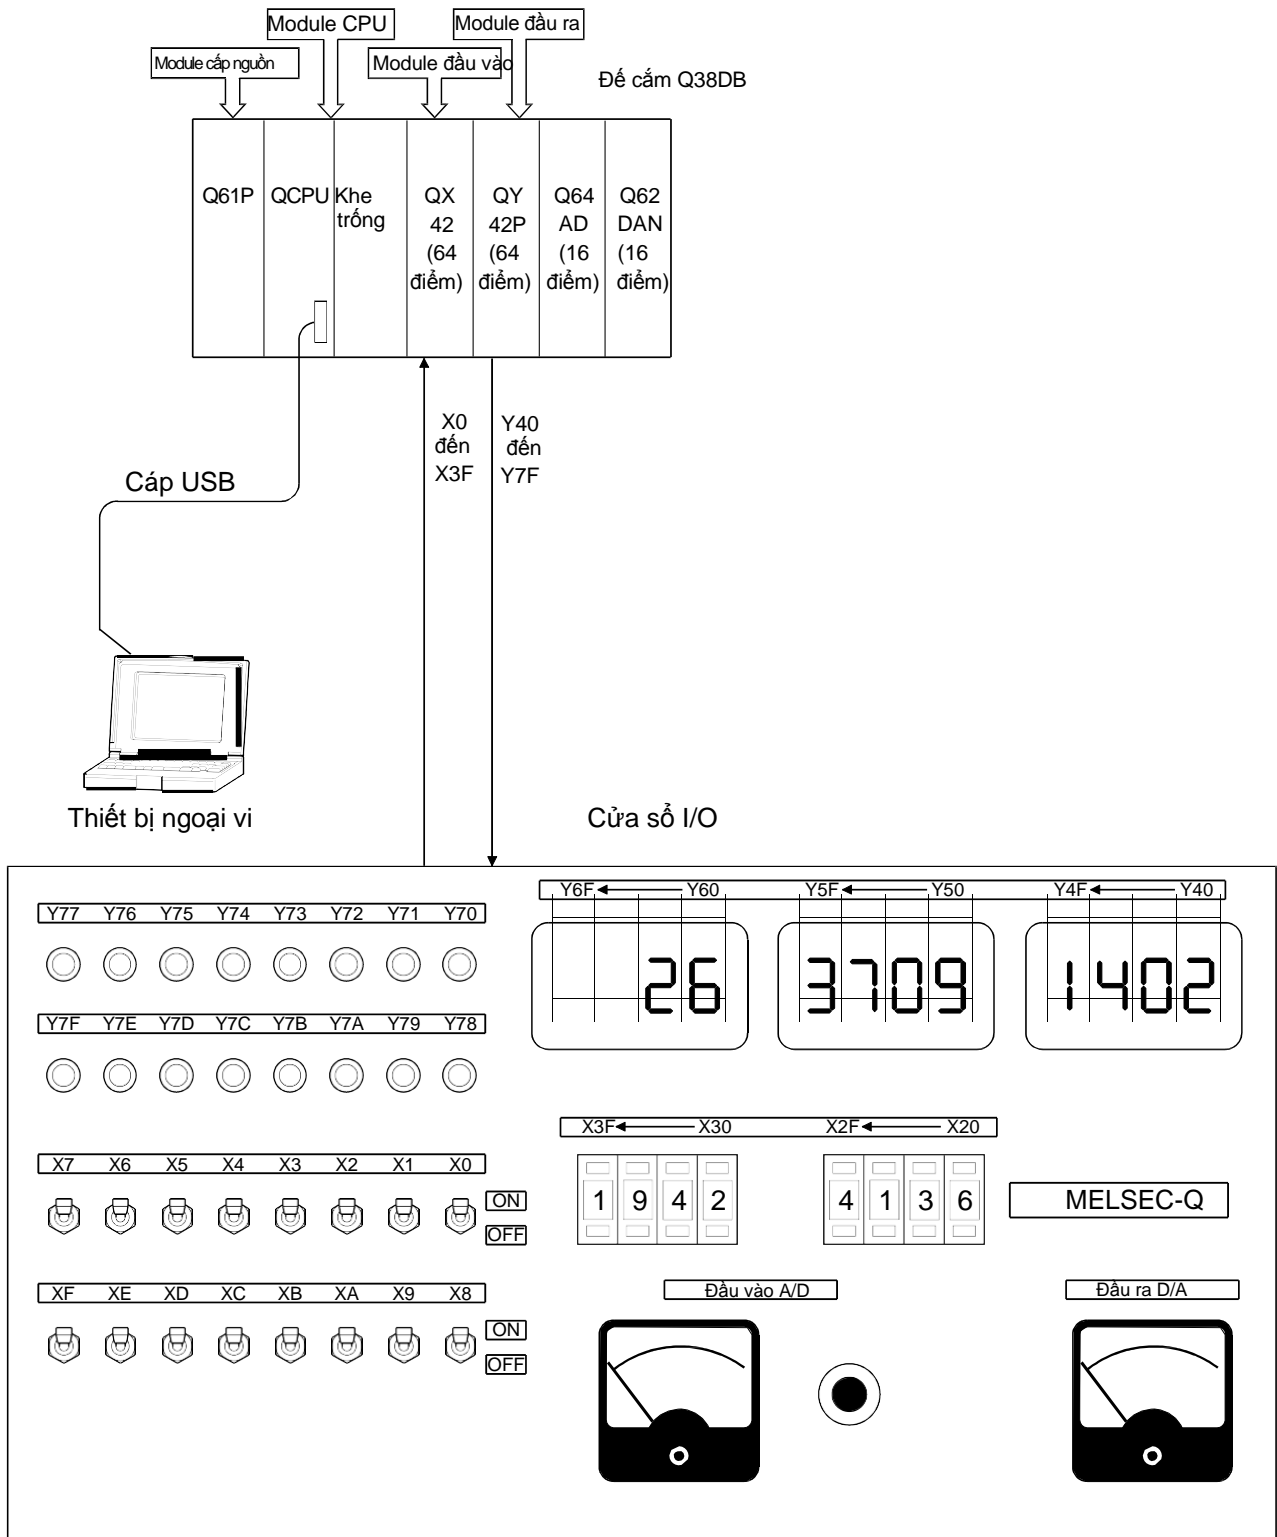 Module CPU
Module đầu ra
Module cấp nguồn
Module đầu vào
Đế cắm Q38DB
Q61P
QCPU
Khe
trống
QX
42
(64
điểm)
QY
42P
(64
điểm)
Q64
AD
(16
điểm)
Q62
DAN
(16
điểm)
X0
đến
X3F
Y40
đến
Y7F
Cáp USB
Thiết bị ngoại vi
Cửa sổ I/O
Y6F Y60 Y5F Y50 Y4F Y40
Y77 Y76 Y75 Y74 Y73 Y72 Y71 Y70
26 3709 1402
Y7F Y7E Y7D Y7C Y7B Y7A Y79 Y78
X3F X30 X2F X20
X7 X6 X5 X4 X3 X2 X1 X0
ON
OFF
1 9 4 2 4 1 3 6
MELSEC-Q
XF XE XD XC XB XA X9 X8
ON
OFF
Đầu vào A/D
Đầu ra D/A